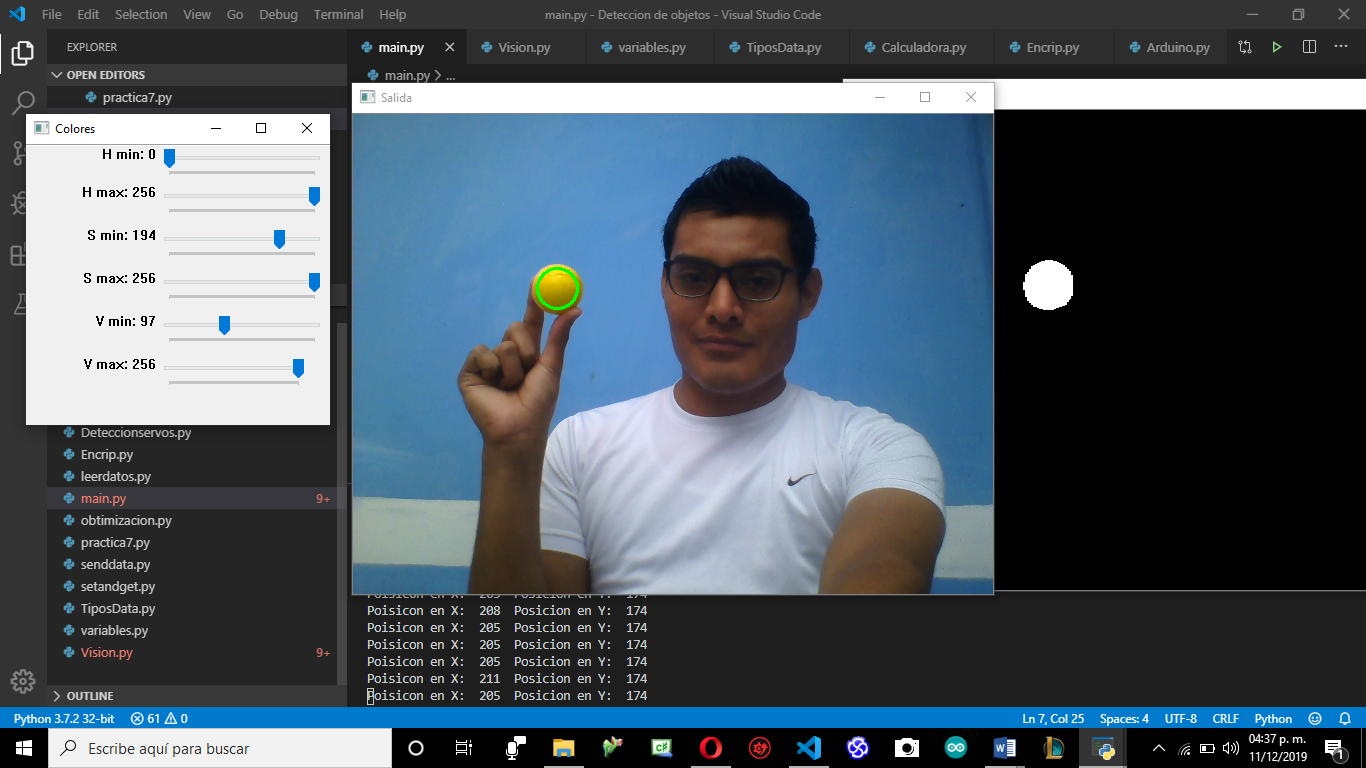 File Edit Selection View Go Debug Terminal Help main.py - Deteccion de objetos - Visual Studio Code
EXPLORER
main.py Vision.py variables.py TiposData.py Calculadora.py Encrip.py Arduino.py
OPEN EDITORS
main.py > ...
practica7.py
Salida
Colores
H min: 0
H max: 256
S min: 194
S max: 256
V min: 97
V max: 256
Deteccionservos.py
Encrip.py
leerdatos.py
main.py 9+
obtimizacion.py
practica7.py
senddata.py
setandget.py
TiposData.py
variables.py
Vision.py 9+
OUTLINE
Poisicon en X: 205 Posicion en Y: 174
Poisicon en X: 208 Posicion en Y: 174
Poisicon en X: 205 Posicion en Y: 174
Poisicon en X: 205 Posicion en Y: 174
Poisicon en X: 205 Posicion en Y: 174
Poisicon en X: 211 Posicion en Y: 174
Poisicon en X: 205 Posicion en Y: 174
Python 3.7.2 32-bit 61 0 Ln 7, Col 25 Spaces: 4 UTF-8 CRLF Python
Escribe aquí para buscar
04:37 p. m.
11/12/2019
1